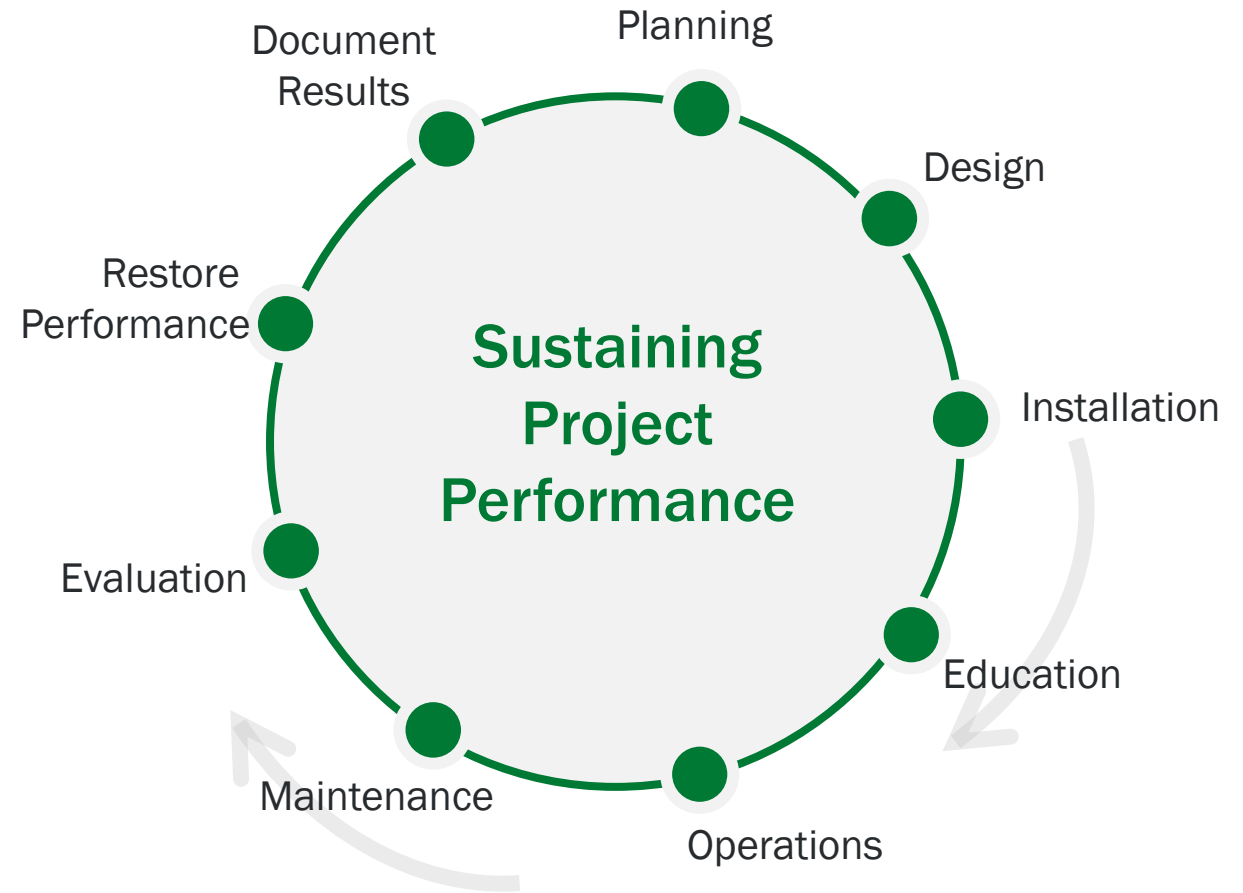 Planning
Design
Installation
Education
Operations
Maintenance
Evaluation
Restore
Performance
Document
Results
Sustaining
Project
Performance